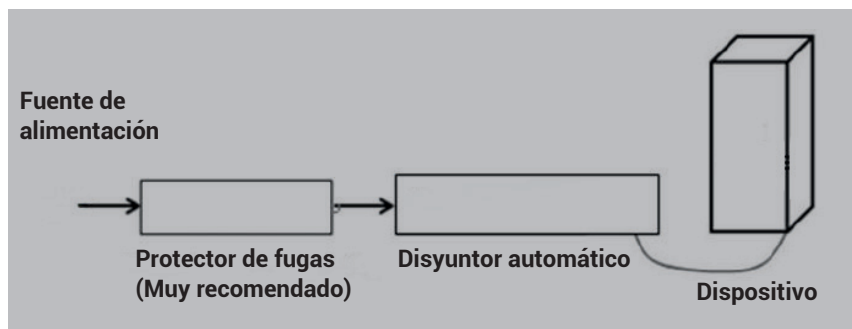 Fuente de
alimentación
Protector de fugas
(Muy recomendado)
Disyuntor automático
Dispositivo